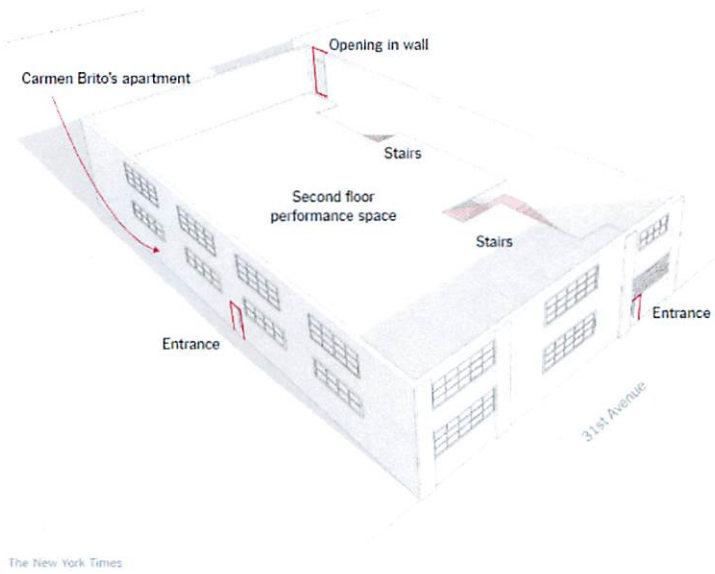 Opening in wall
Carmen Brito's apartment
Stairs
Second floor
performance space
Stairs
Entrance
Entrance
31st Avenue
The New York Times